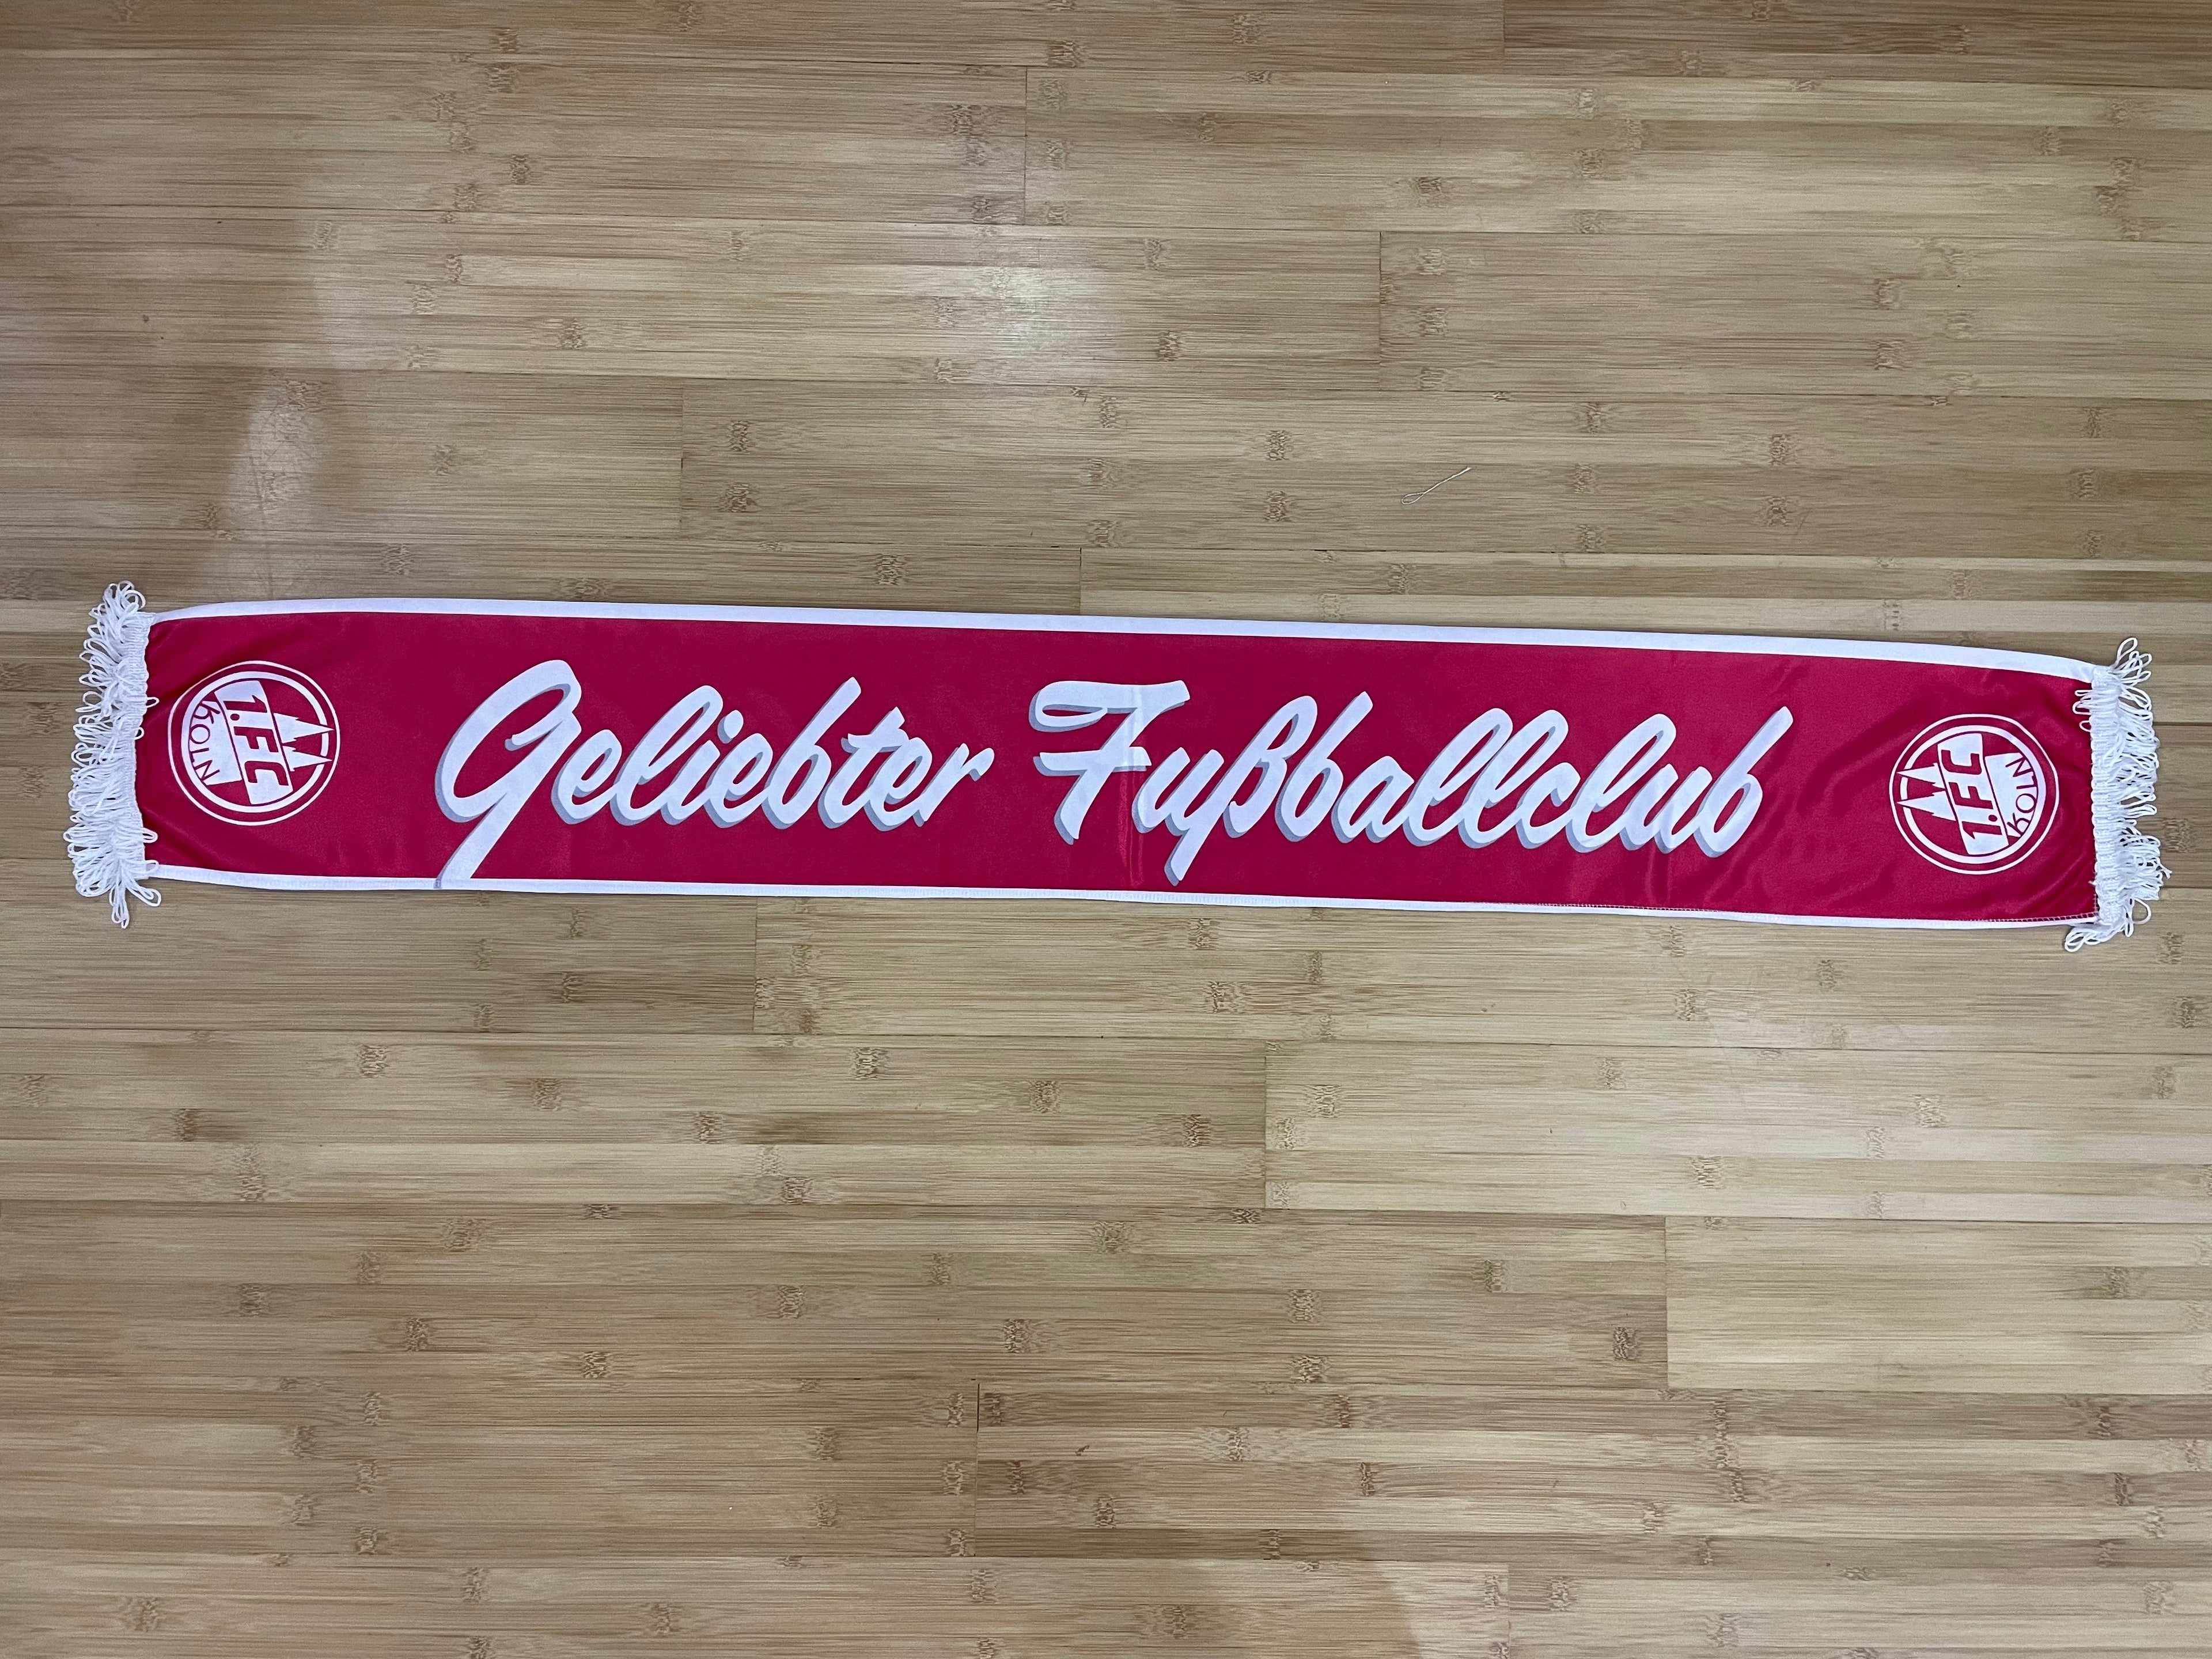 1.FC
KÖLN
Geliebter Fußballclub
1.FC
KÖLN